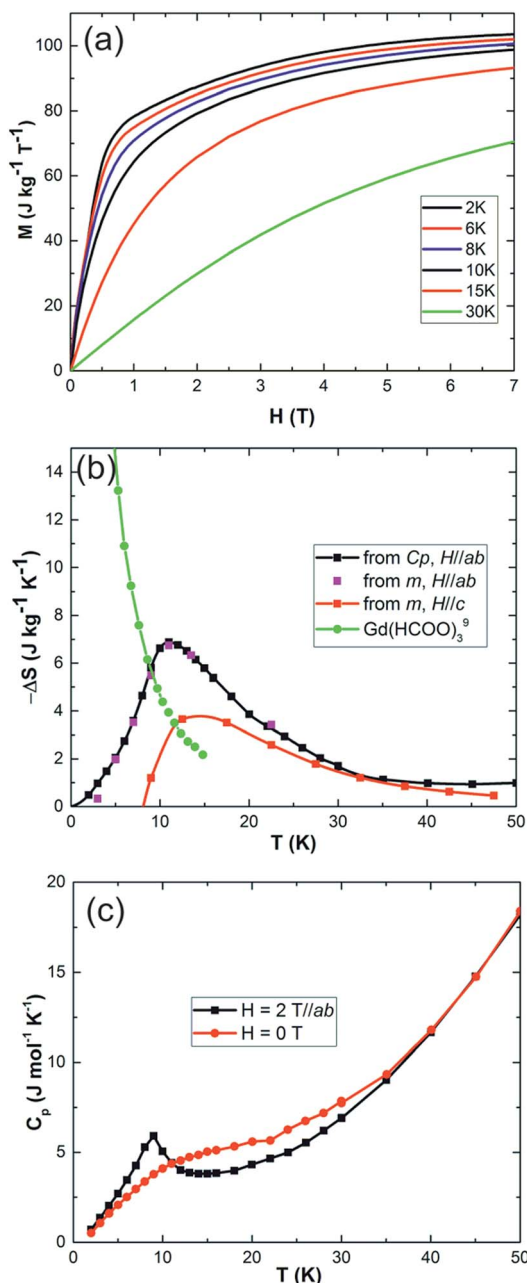 (a)
100
80
60
40
20
0
M (J kg⁻¹ T⁻¹)
2K
6K
8K
10K
15K
30K
0 1 2 3 4 5 6 7
H (T)
(b)
14
12
10
8
6
4
2
0
−ΔS (J kg⁻¹ K⁻¹)
from Cp, H//ab
from m, H//ab
from m, H//c
Gd(HCOO)₃⁹
0 10 20 30 40 50
T (K)
(c)
20
15
10
5
0
Cₚ (J mol⁻¹ K⁻¹)
H = 2 T//ab
H = 0 T
0 10 20 30 40 50
T (K)